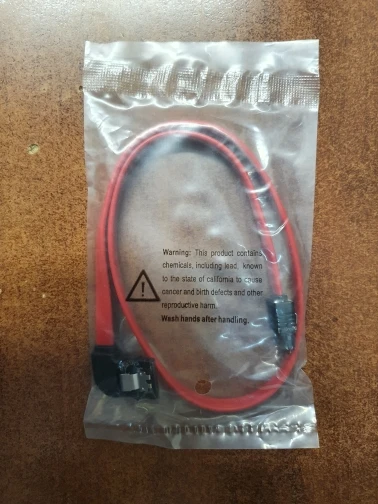 Warning: This product contains
chemicals, including lead, known
to the state of california to cause
cancer and birth defects and other
reproductive harm.
Wash hands after handling.